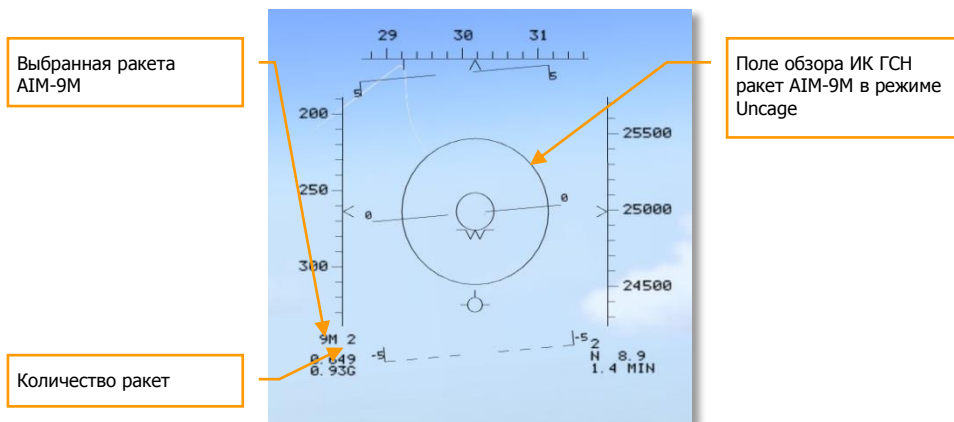 Выбранная ракета
AIM-9M
Поле обзора ИК ГСН
ракет AIM-9M в режиме
Uncage
Количество ракет
29 30 31
5 5
200 25500
250 25000
0 0
300 24500
9M 2
0.649
0.93G
-5 -5
2
N 8.9
1.4 MIN